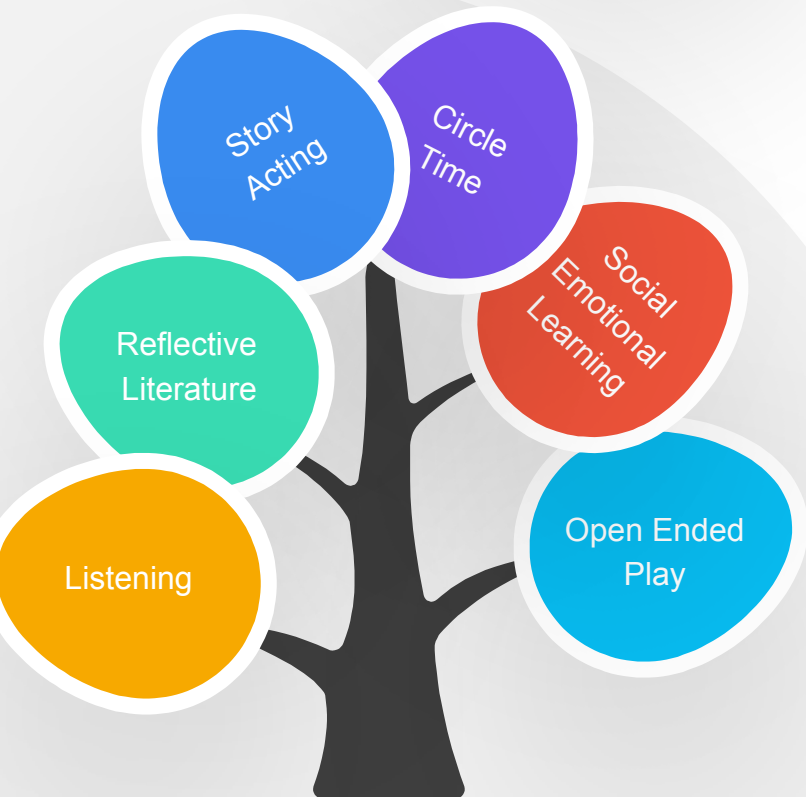 Story
Acting
Circle
Time
Social
Emotional
Learning
Reflective
Literature
Open Ended
Play
Listening